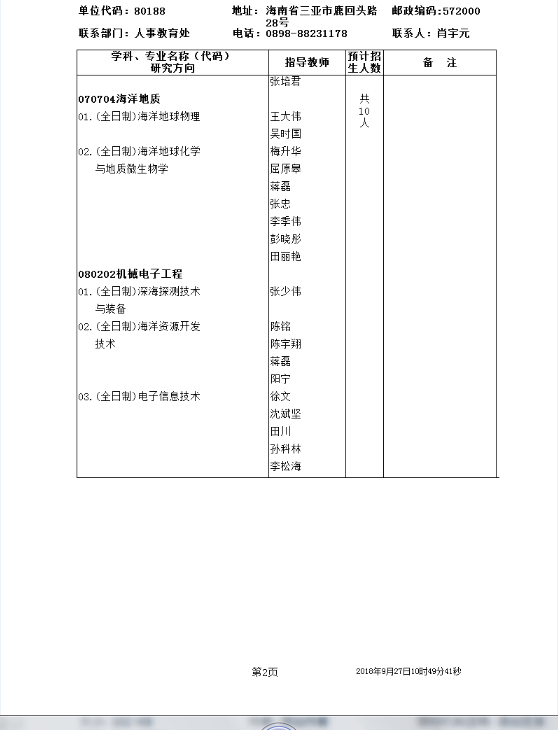 单位代码：80188 地址：海南省三亚市鹿回头路 邮政编码:572000
28号
联系部门：人事教育处 电话：0898-88231178 联系人：肖宇元
学科、专业名称（代码） 指导教师 预计招 备 注
研究方向 生人数
张培君
070704海洋地质 共
01.(全日制)海洋地球物理 王大伟 10
吴时国 人
02.(全日制)海洋地球化学 梅升华
与地质微生物学 屈原皋
蒋磊
张忠
李季伟
彭晓彤
田丽艳
080202机械电子工程
01.(全日制)深海探测技术 张少伟
与装备
02.(全日制)海洋资源开发 陈铭
技术 陈宇翔
蒋磊
阳宁
03.(全日制)电子信息技术 徐文
沈斌坚
田川
孙科林
李松海
第2页 2018年9月27日10时49分41秒